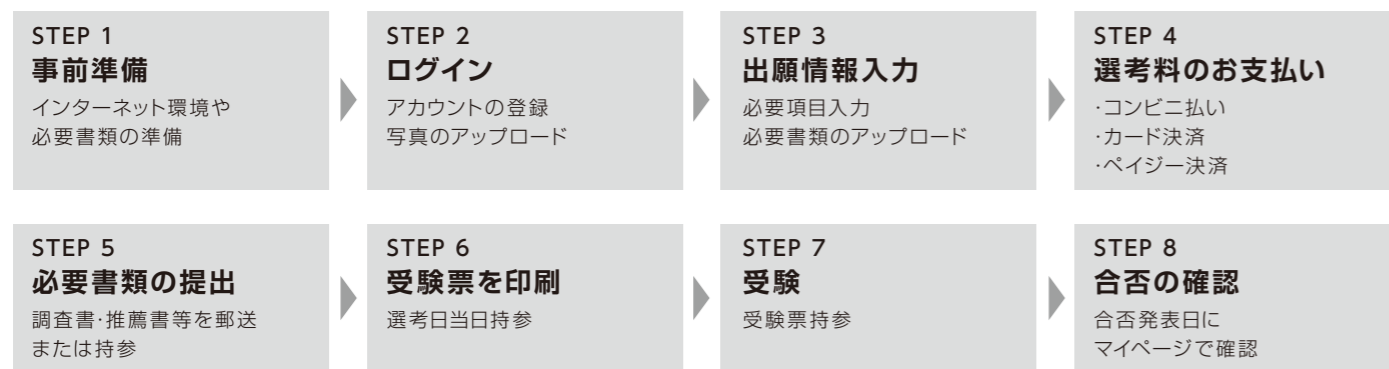 STEP 1
事前準備
インターネット環境や
必要書類の準備
STEP 2
ログイン
アカウントの登録
写真のアップロード
STEP 3
出願情報入力
必要項目入力
必要書類のアップロード
STEP 4
選考料のお支払い
・コンビニ払い
・カード決済
・ペイジー決済
STEP 5
必要書類の提出
調査書・推薦書等を郵送
または持参
STEP 6
受験票を印刷
選考日当日持参
STEP 7
受験
受験票持参
STEP 8
合否の確認
合否発表日に
マイページで確認